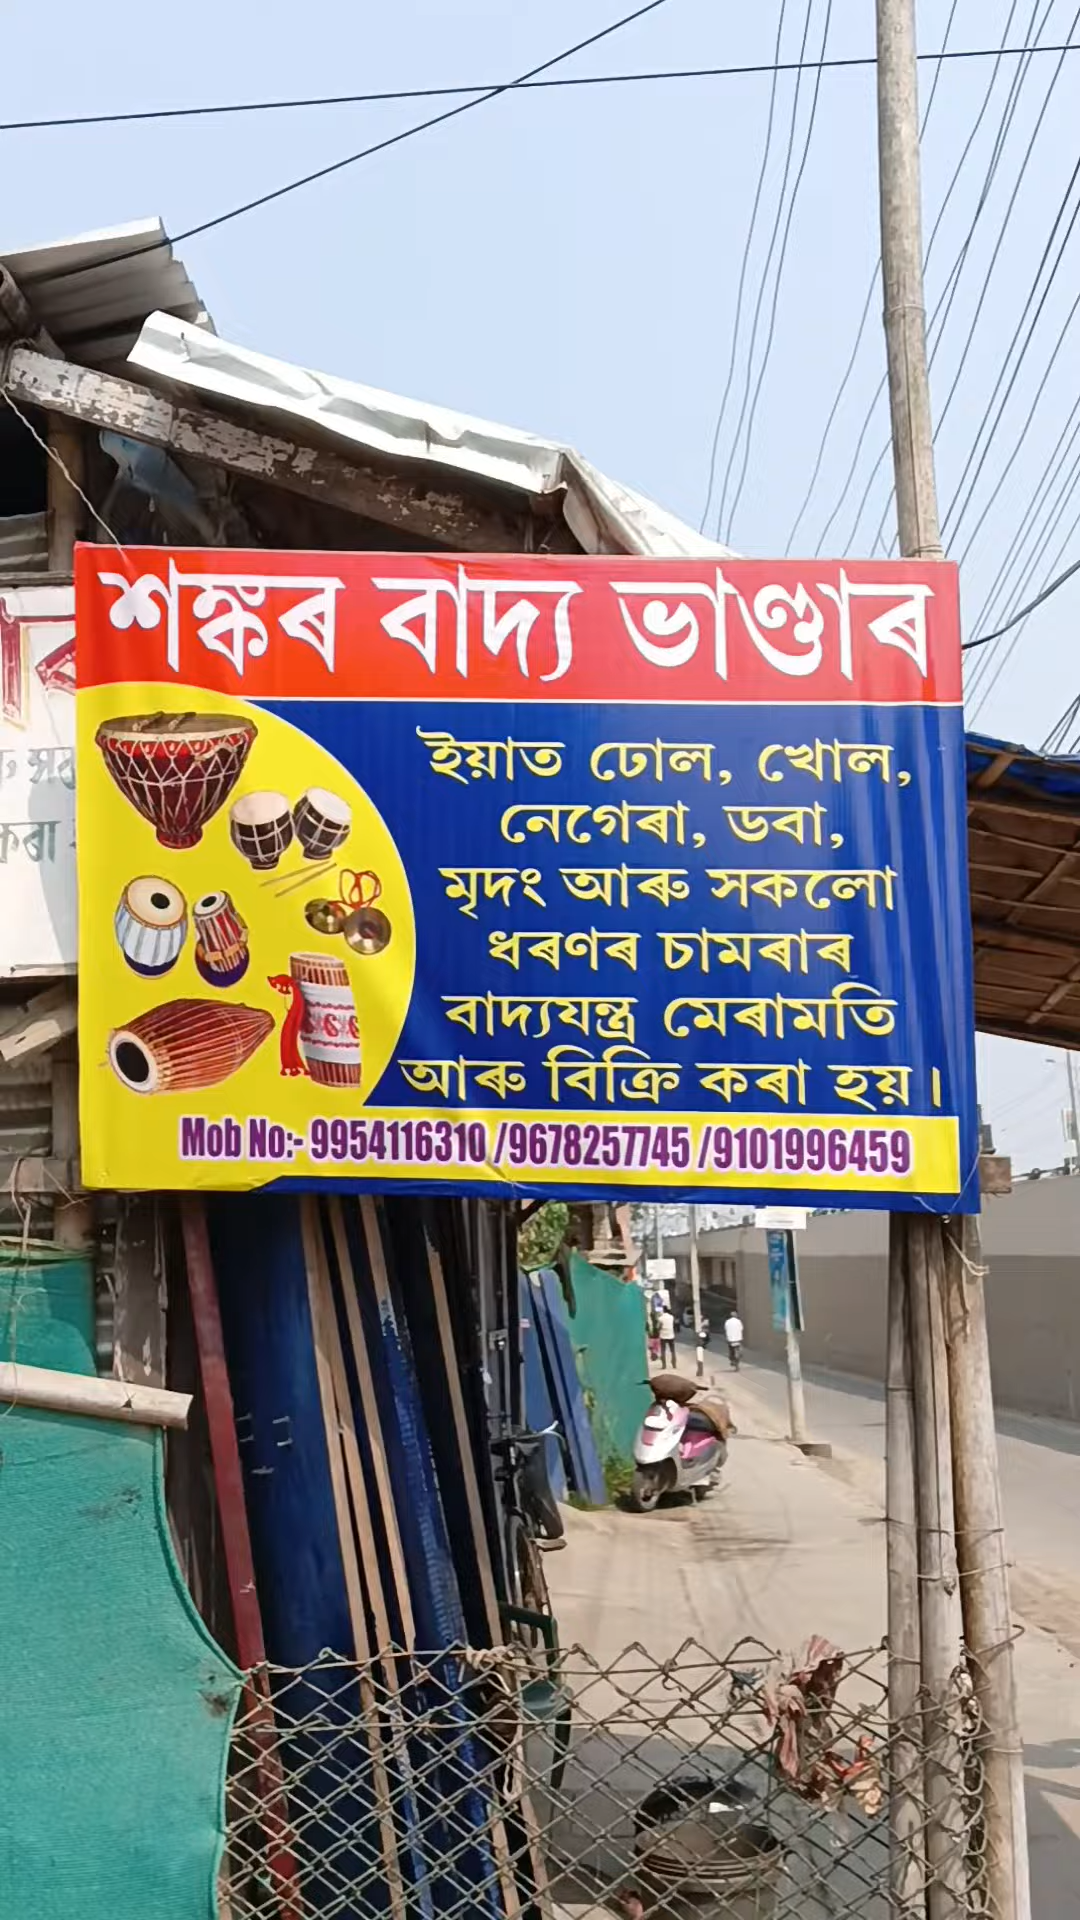 শঙ্কৰ বাদ্য ভাণ্ডাৰ
ইয়াত ঢোল, খোল,
নেগেৰা, ডবা,
মৃদং আৰু সকলো
ধৰণৰ চামৰাৰ
বাদ্যযন্ত্ৰ মেৰামতি
আৰু বিক্ৰি কৰা হয়।
Mob No:- 9954116310 /9678257745 /9101996459